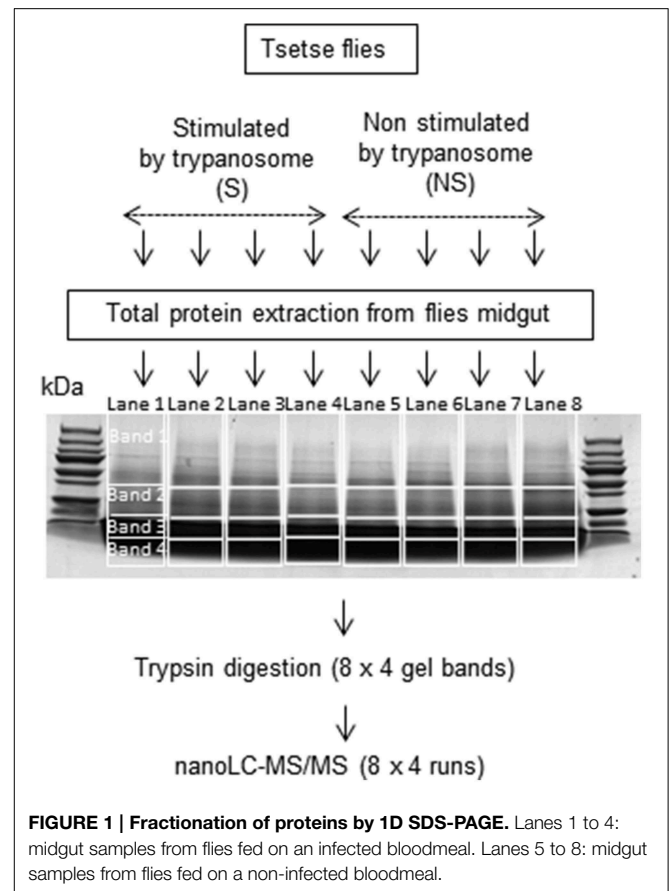 Tsetse flies
Stimulated
by trypanosome
(S)
Non stimulated
by trypanosome
(NS)
Total protein extraction from flies midgut
kDa
Lane 1 Lane 2 Lane 3 Lane 4 Lane 5 Lane 6 Lane 7 Lane 8
Band 1
Band 2
Band 3
Band 4
Trypsin digestion (8 x 4 gel bands)
nanoLC-MS/MS (8 x 4 runs)
FIGURE 1 | Fractionation of proteins by 1D SDS-PAGE. Lanes 1 to 4:
midgut samples from flies fed on an infected bloodmeal. Lanes 5 to 8: midgut
samples from flies fed on a non-infected bloodmeal.